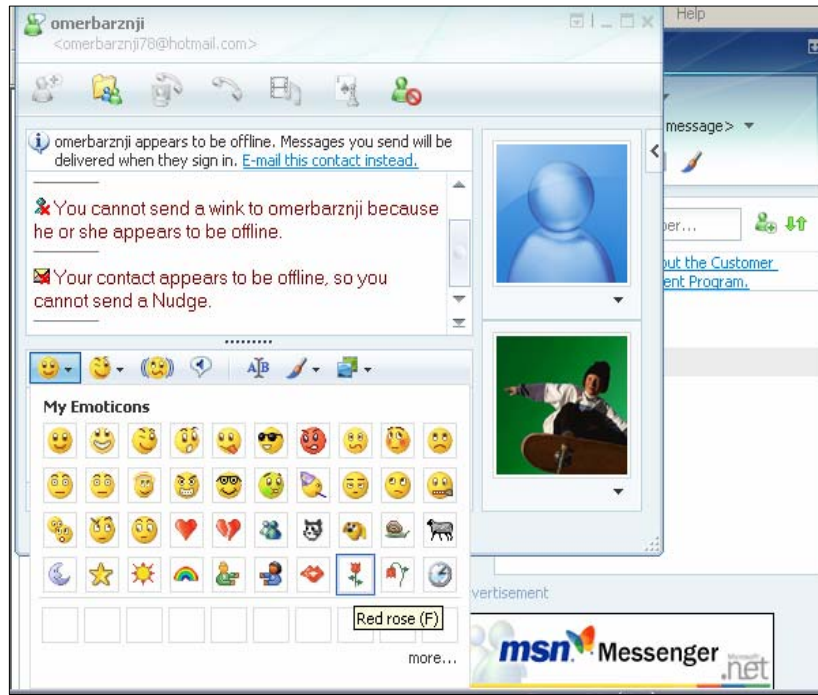 omerbarznji
<omerbarznji78@hotmail.com>
Help
message>
omerbarznji appears to be offline. Messages you send will be
delivered when they sign in. E-mail this contact instead.
You cannot send a wink to omerbarznji because
he or she appears to be offline.
Your contact appears to be offline, so you
cannot send a Nudge.
ber...
out the Customer
ent Program.
My Emoticons
Red rose (F)
more...
vertisement
msn Messenger
Microsoft
.net